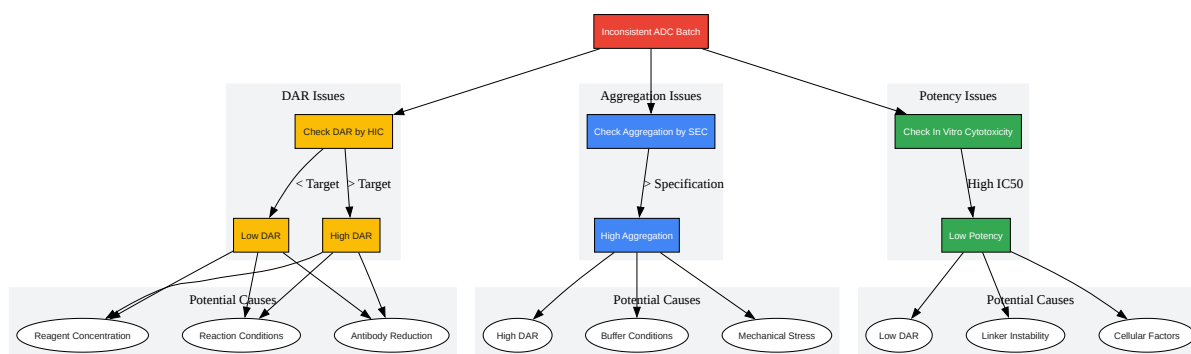 Inconsistent ADC Batch
DAR Issues
Aggregation Issues
Potency Issues
Check DAR by HIC
Check Aggregation by SEC
Check In Vitro Cytotoxicity
< Target
> Target
> Specification
High IC50
Low DAR
High DAR
High Aggregation
Low Potency
Potential Causes
Potential Causes
Potential Causes
Reagent Concentration
Reaction Conditions
Antibody Reduction
High DAR
Buffer Conditions
Mechanical Stress
Low DAR
Linker Instability
Cellular Factors